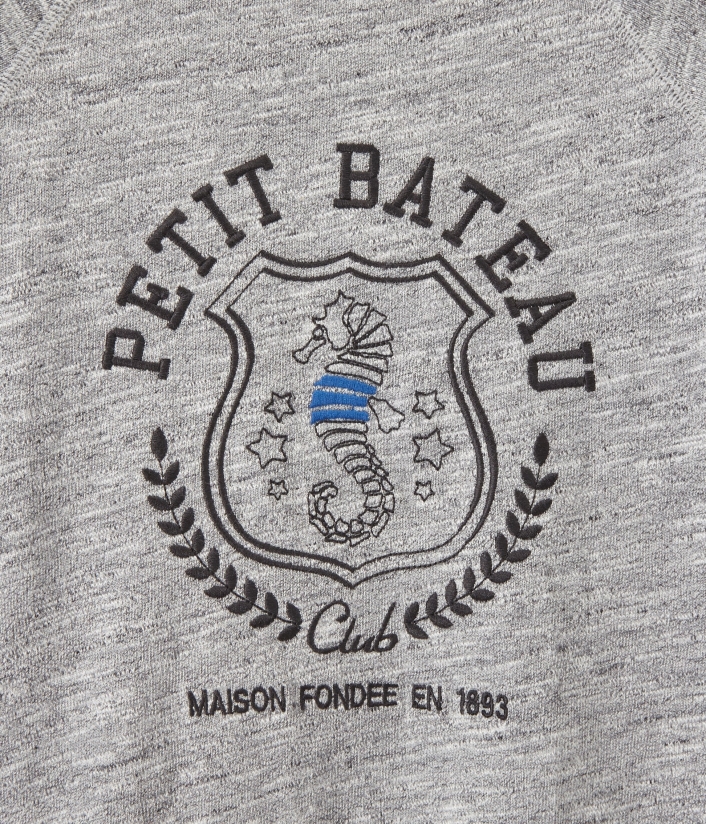 PETIT BATEAU
Club
MAISON FONDEE EN 1893